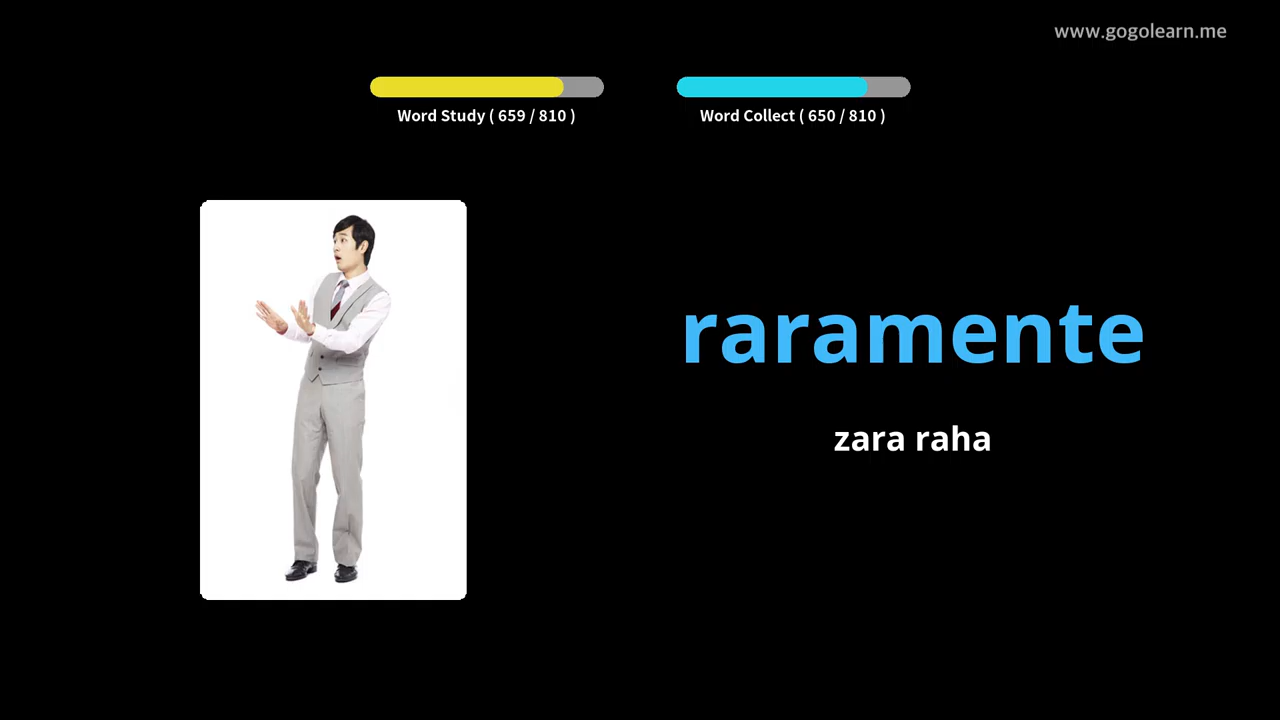 www.gogolearn.me
Word Study ( 659 / 810 )
Word Collect ( 650 / 810 )
raramente
zara raha